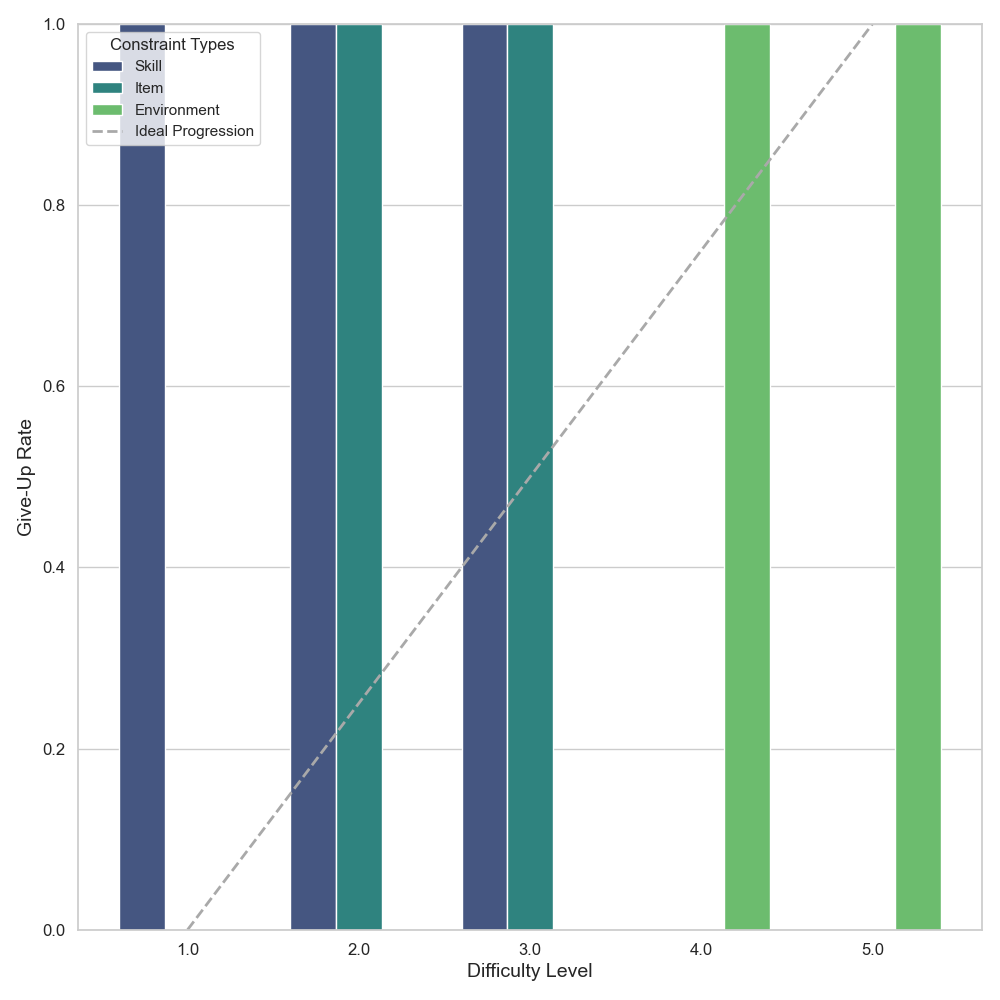 Constraint Types
Skill
Item
Environment
Ideal Progression
1.0
0.8
0.6
0.4
0.2
0.0
Give-Up Rate
1.0 2.0 3.0 4.0 5.0
Difficulty Level